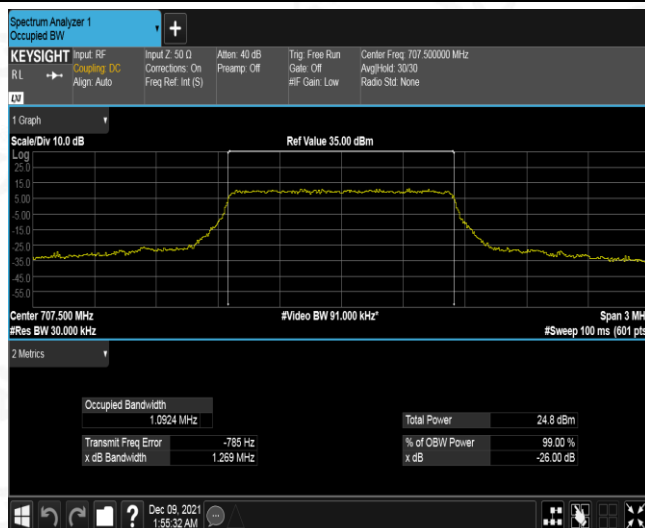 Spectrum Analyzer 1
Occupied BW
+
KEYSIGHT Input: RF Input Z: 50 Ω Atten: 40 dB Trig: Free Run Center Freq: 707.500000 MHz
RL Coupling: DC Corrections: On Preamp: Off Gate: Off Avg|Hold: 30/30
Align: Auto Freq Ref: Int (S) #IF Gain: Low Radio Std: None
LXI
1 Graph
Scale/Div 10.0 dB Ref Value 35.00 dBm
Log
25.0
15.0
5.00
-5.00
-15.0
-25.0
-35.0
-45.0
-55.0
Center 707.500 MHz #Video BW 91.000 kHz* Span 3 MH
#Res BW 30.000 kHz #Sweep 100 ms (601 pts
2 Metrics
Occupied Bandwidth
1.0924 MHz Total Power 24.8 dBm
Transmit Freq Error -785 Hz % of OBW Power 99.00 %
x dB Bandwidth 1.269 MHz x dB -26.00 dB
? Dec 09, 2021
1:55:32 AM